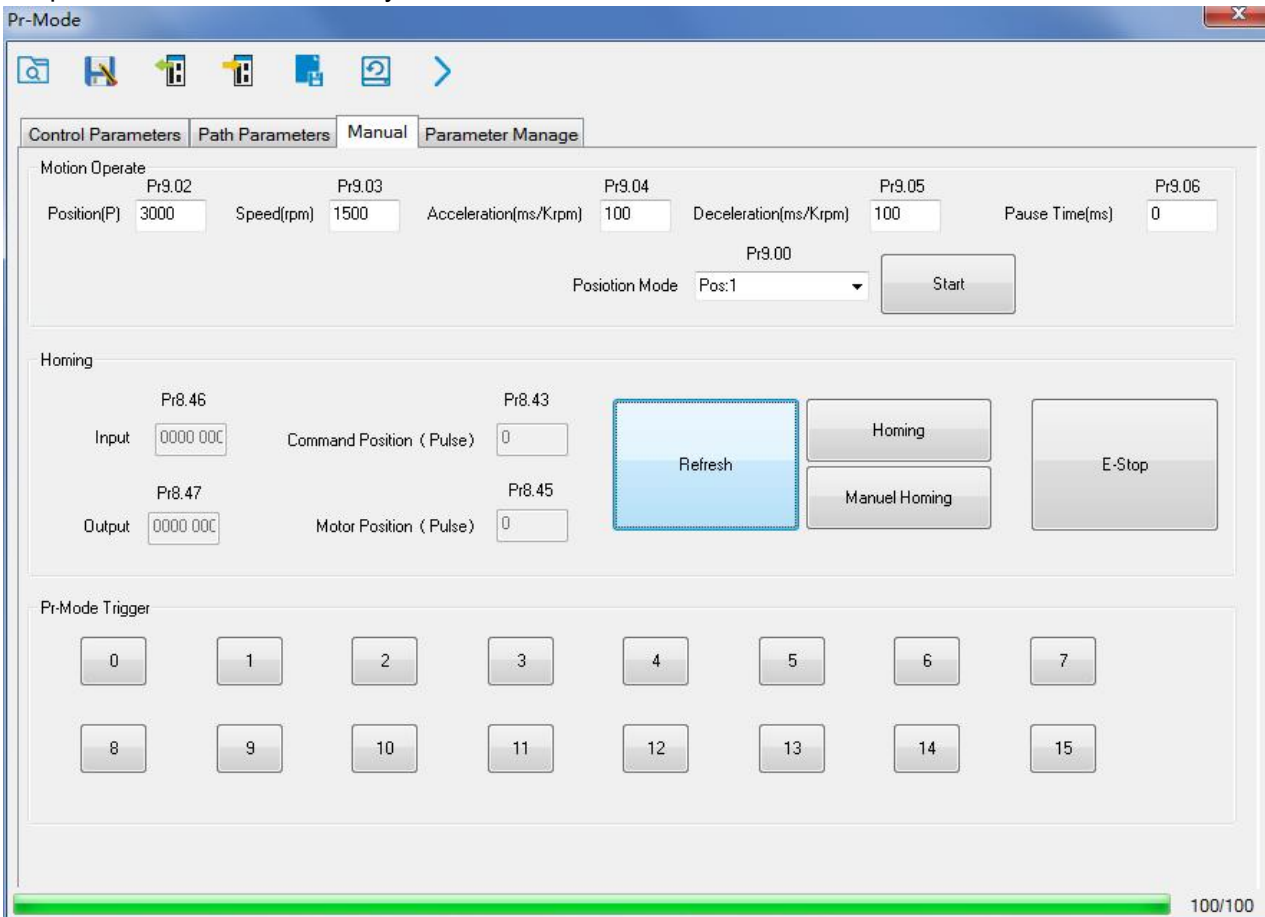 Pr-Mode
Control Parameters Path Parameters Manual Parameter Manage
Motion Operate
Pr9.02 Pr9.03 Pr9.04 Pr9.05 Pr9.06
Position(P) 3000 Speed(rpm) 1500 Acceleration(ms/Krpm) 100 Deceleration(ms/Krpm) 100 Pause Time(ms) 0
Pr9.00
Posiotion Mode Pos:1 Start
Homing
Pr8.46 Pr8.43
Input 0000 000 Command Position ( Pulse ) 0
Refresh Homing E-Stop
Manuel Homing
Pr8.47 Pr8.45
Output 0000 000 Motor Position ( Pulse ) 0
Pr-Mode Trigger
0 1 2 3 4 5 6 7
8 9 10 11 12 13 14 15
100/100